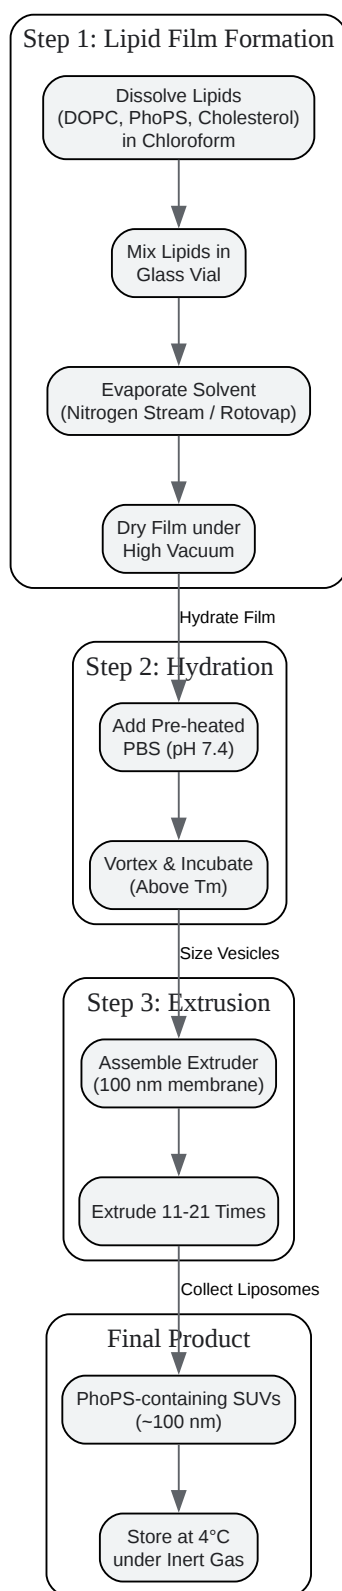 Step 1: Lipid Film Formation
Dissolve Lipids
(DOPC, PhoPS, Cholesterol)
in Chloroform
Mix Lipids in
Glass Vial
Evaporate Solvent
(Nitrogen Stream / Rotovap)
Dry Film under
High Vacuum
Hydrate Film
Step 2: Hydration
Add Pre-heated
PBS (pH 7.4)
Vortex & Incubate
(Above Tm)
Size Vesicles
Step 3: Extrusion
Assemble Extruder
(100 nm membrane)
Extrude 11-21 Times
Collect Liposomes
Final Product
PhoPS-containing SUVs
(~100 nm)
Store at 4°C
under Inert Gas